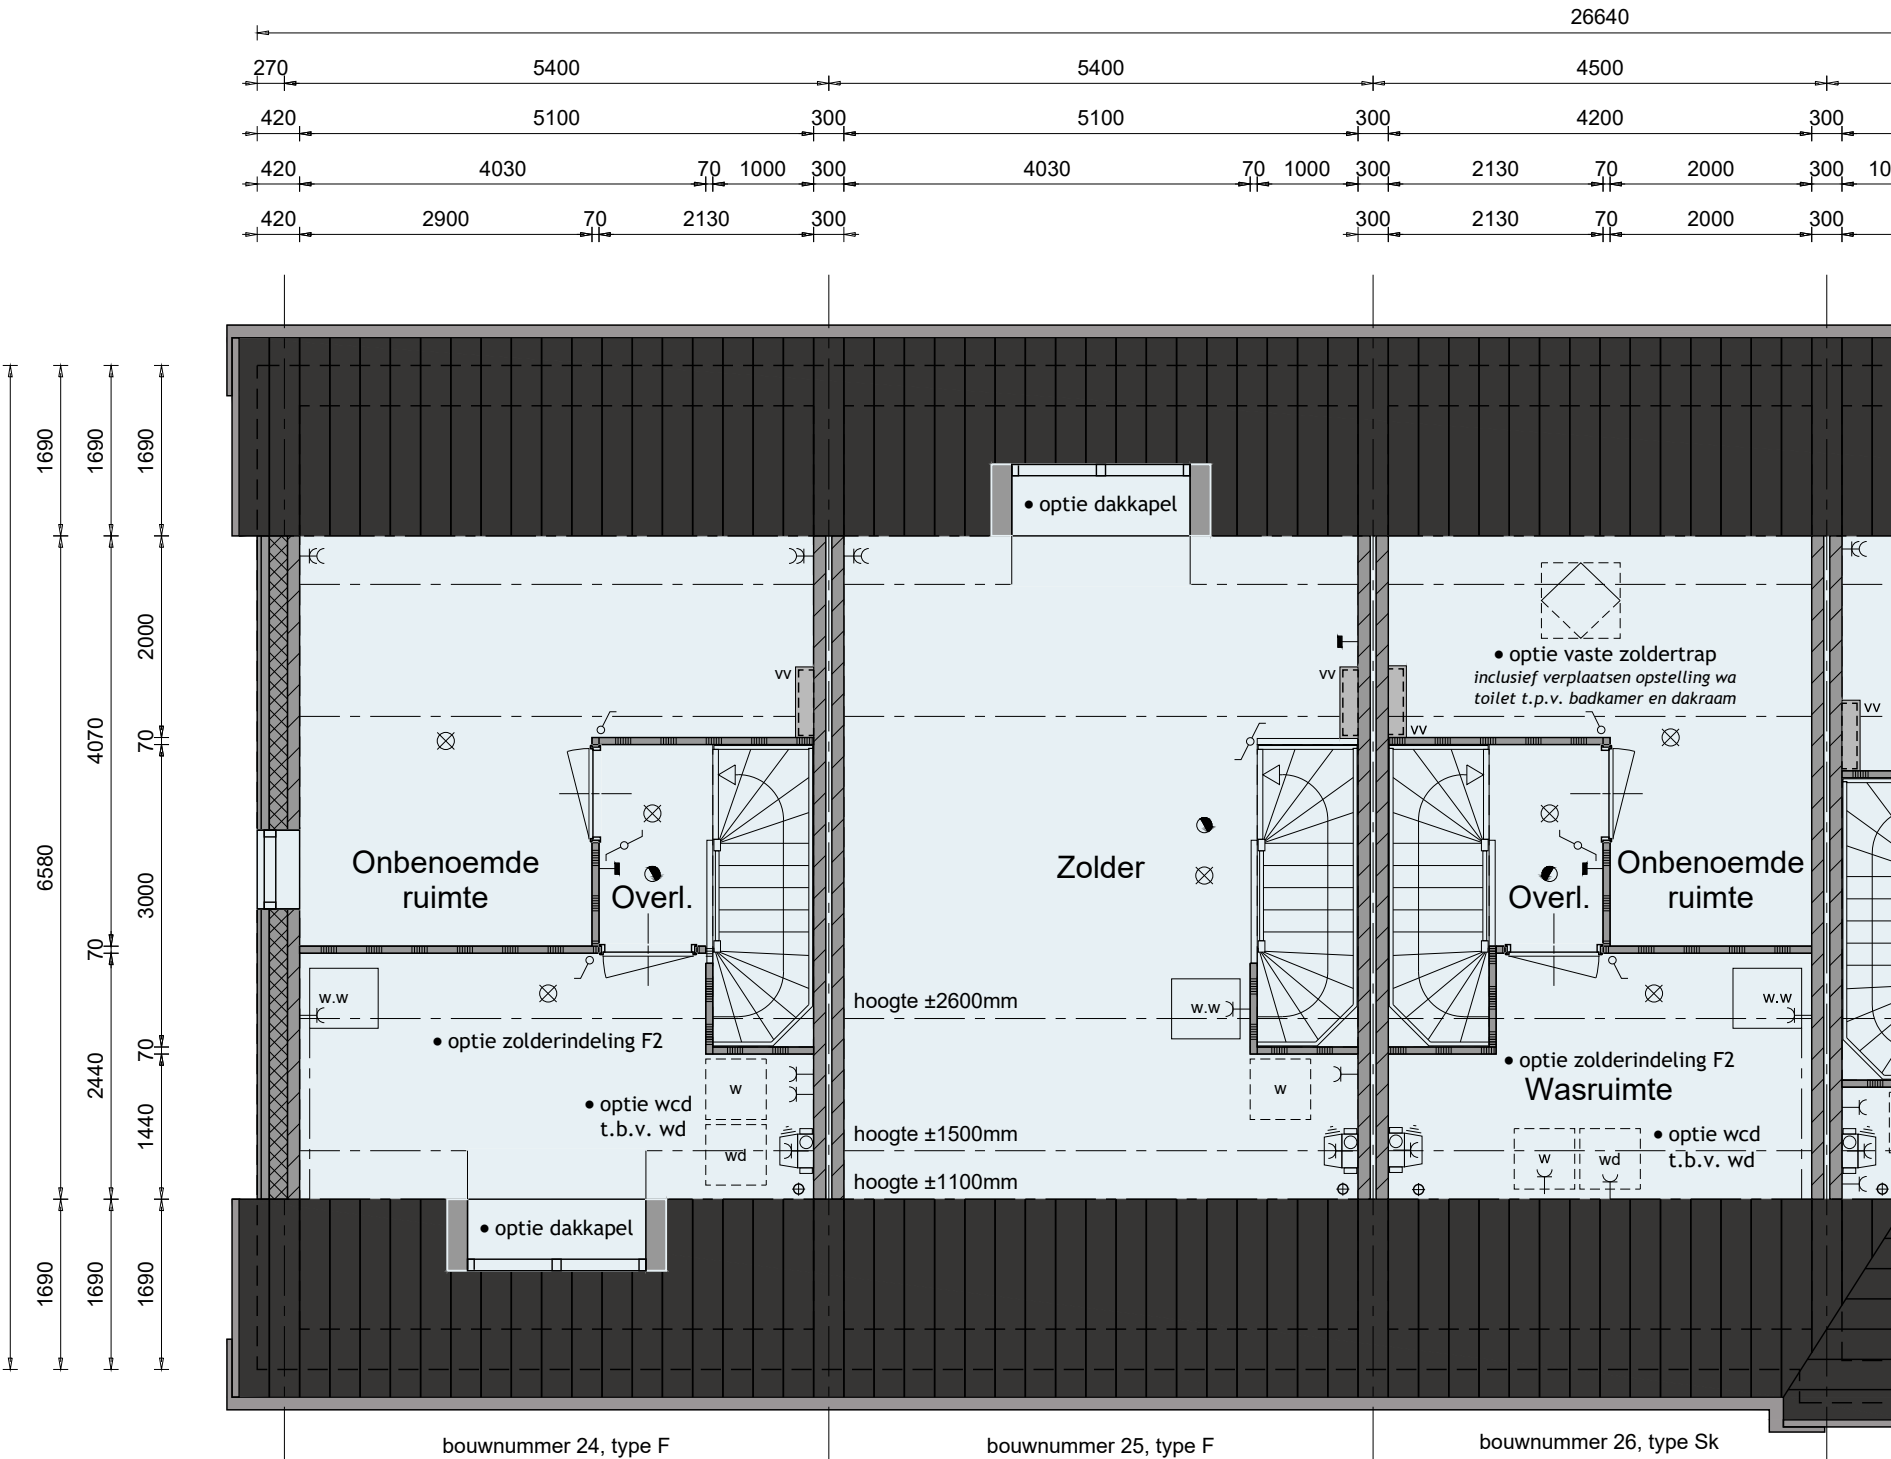 26640
270 5400 5400 4500
420 5100 300 5100 300 4200 300
420 4030 70 1000 300 4030 70 1000 300 2130 70 2000 300 10
420 2900 70 2130 300 300 2130 70 2000 300
1690 1690 1690
6580 4070 70 2440
2000 70 3000 70 1440
1690 1690 1690
• optie dakkapel
vv
vv
vv
vv
• optie vaste zoldertrap
inclusief verplaatsen opstelling wa
toilet t.p.v. badkamer en dakraam
Onbenoemde
ruimte
Overl.
Zolder
Overl.
Onbenoemde
ruimte
w.w
• optie zolderindeling F2
• optie wcd
t.b.v. wd
w
wd
hoogte ±2600mm
hoogte ±1500mm
hoogte ±1100mm
w.w
w
w.w
• optie zolderindeling F2
Wasruimte
• optie wcd
t.b.v. wd
w
wd
• optie dakkapel
bouwnummer 24, type F
bouwnummer 25, type F
bouwnummer 26, type Sk